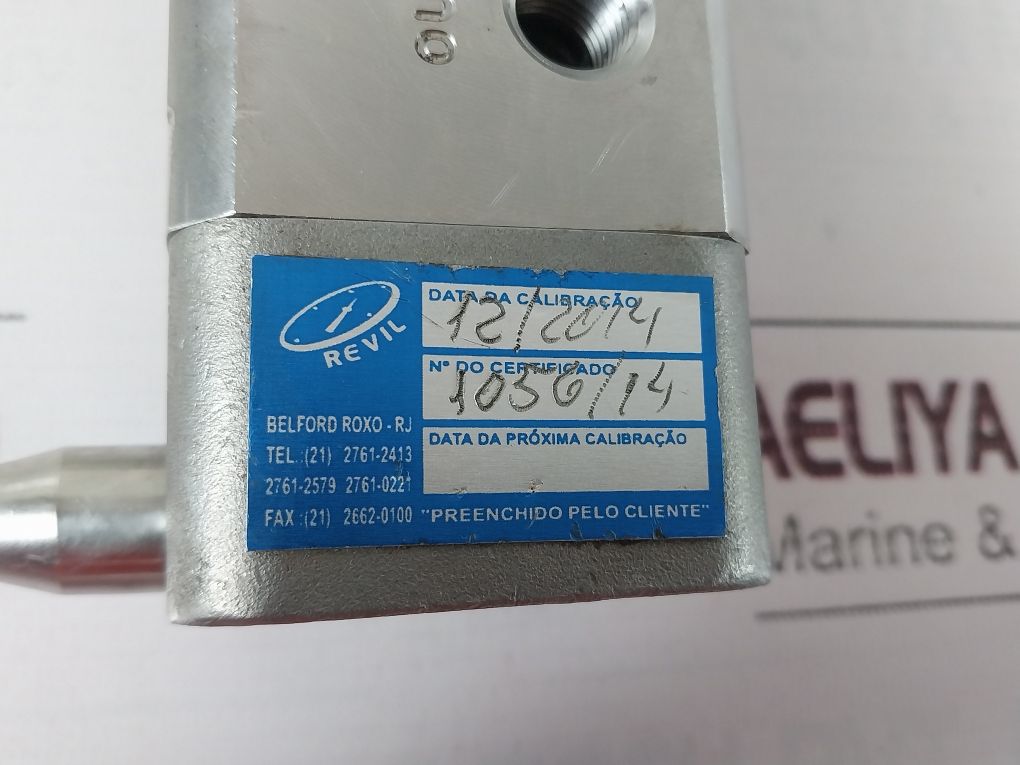 OUT
REVIL
BELFORD ROXO - RJ
TEL.:(21) 2761-2413
2761-2579 2761-0221
FAX :(21) 2662-0100
DATA DA CALIBRAÇÃO
12/2014
Nº DO CERTIFICADO
1056/14
DATA DA PRÓXIMA CALIBRAÇÃO
"PREENCHIDO PELO CLIENTE"
AELIYA
Marine &